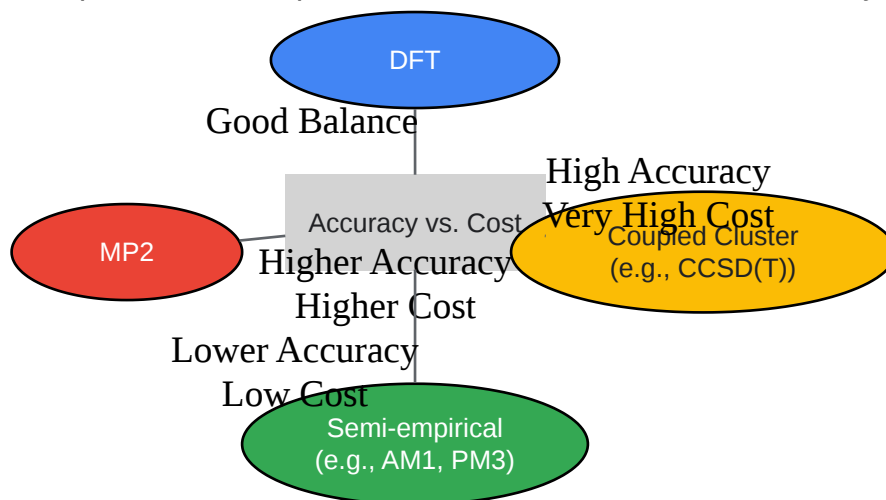 DFT
Good Balance
High Accuracy
Very High Cost
Accuracy vs. Cost
MP2
Coupled Cluster
(e.g., CCSD(T))
Higher Accuracy
Higher Cost
Lower Accuracy
Low Cost
Semi-empirical
(e.g., AM1, PM3)